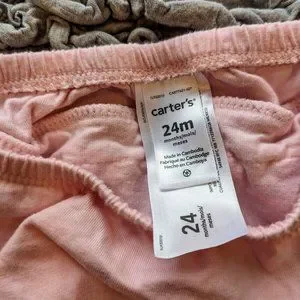 carter's®
24m
months/mois/
meses
Made in Cambodia
Fabriqué au Cambodge
Hecho en Camboya
24
months/mois/
meses